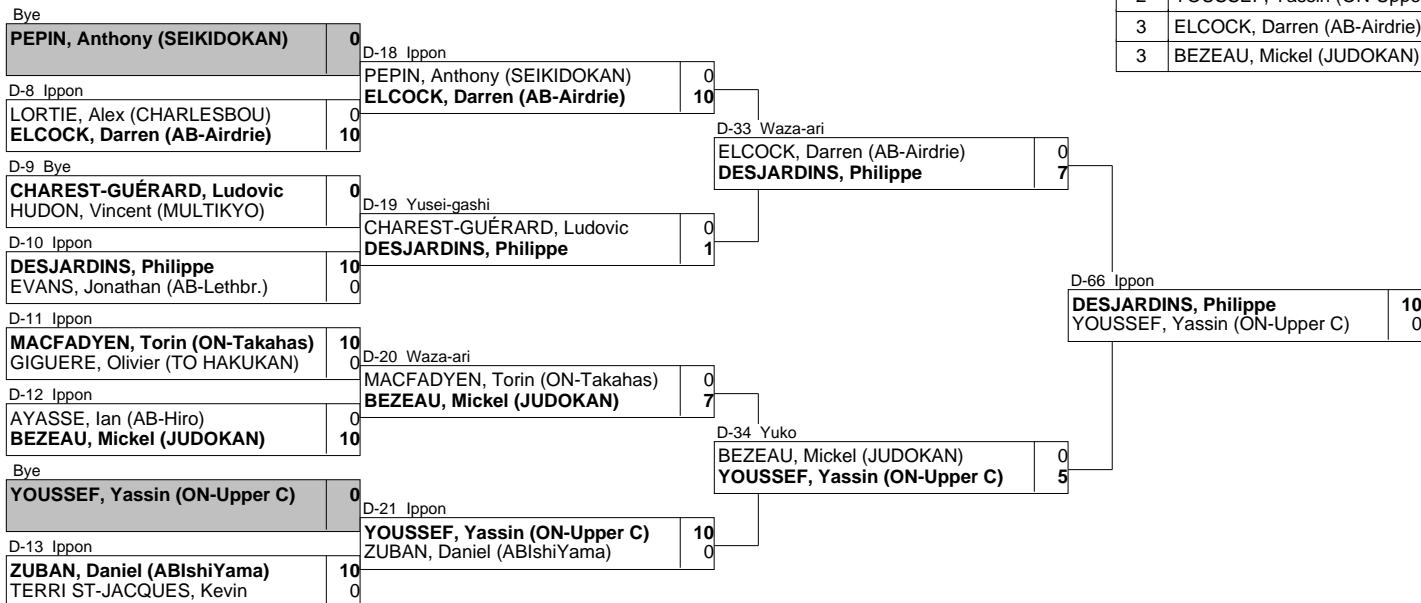 Bye
PEPIN, Anthony (SEIKIDOKAN) 0
D-8 Ippon
LORTIE, Alex (CHARLESBOU) 0
ELCOCK, Darren (AB-Airdrie) 10
D-9 Bye
CHAREST-GUÉRARD, Ludovic 0
HUDON, Vincent (MULTIKYO)
D-10 Ippon
DESJARDINS, Philippe 10
EVANS, Jonathan (AB-Lethbr.) 0
D-11 Ippon
MACFADYEN, Torin (ON-Takahas) 10
GIGUERE, Olivier (TO HAKUKAN) 0
D-12 Ippon
AYASSE, Ian (AB-Hiro) 0
BEZEAU, Mickel (JUDOKAN) 10
Bye
YOUSSEF, Yassin (ON-Upper C) 0
D-13 Ippon
ZUBAN, Daniel (ABIshiYama) 10
TERRI ST-JACQUES, Kevin 0
D-18 Ippon
PEPIN, Anthony (SEIKIDOKAN) 0
ELCOCK, Darren (AB-Airdrie) 10
D-19 Yusei-gashi
CHAREST-GUÉRARD, Ludovic 0
DESJARDINS, Philippe 1
D-20 Waza-ari
MACFADYEN, Torin (ON-Takahas) 0
BEZEAU, Mickel (JUDOKAN) 7
D-21 Ippon
YOUSSEF, Yassin (ON-Upper C) 10
ZUBAN, Daniel (ABIshiYama) 0
D-33 Waza-ari
ELCOCK, Darren (AB-Airdrie) 0
DESJARDINS, Philippe 7
D-34 Yuko
BEZEAU, Mickel (JUDOKAN) 0
YOUSSEF, Yassin (ON-Upper C) 5
D-66 Ippon
DESJARDINS, Philippe 10
YOUSSEF, Yassin (ON-Upper C) 0
3 ELCOCK, Darren (AB-Airdrie)
3 BEZEAU, Mickel (JUDOKAN)